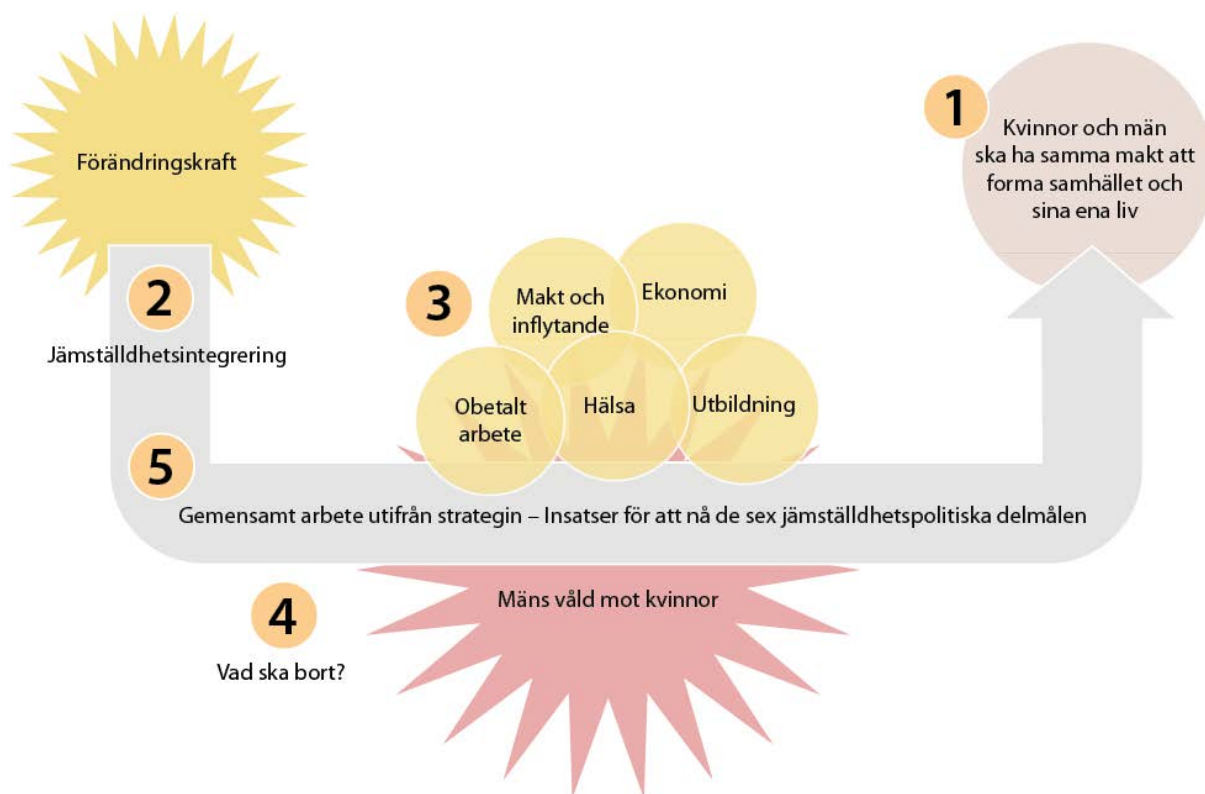 Förändringskraft
1
Kvinnor och män
ska ha samma makt att
forma samhället och
sina ena liv
2
Jämställdhetsintegrering
3
Makt och
inflytande
Ekonomi
Obetalt
arbete
Hälsa
Utbildning
5
Gemensamt arbete utifrån strategin – Insatser för att nå de sex jämställdhetspolitiska delmålen
4
Vad ska bort?
Mäns våld mot kvinnor